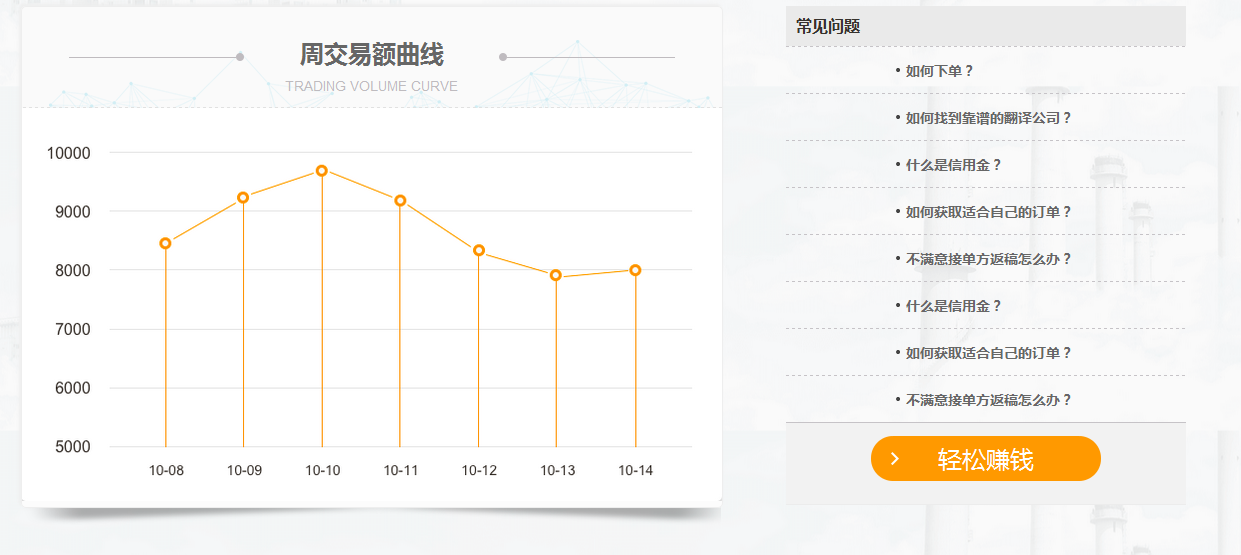 周交易额曲线
TRADING VOLUME CURVE
10000
9000
8000
7000
6000
5000
10-08 10-09 10-10 10-11 10-12 10-13 10-14
常见问题
• 如何下单？
• 如何找到靠谱的翻译公司？
• 什么是信用金？
• 如何获取适合自己的订单？
• 不满意接单方返稿怎么办？
• 什么是信用金？
• 如何获取适合自己的订单？
• 不满意接单方返稿怎么办？
轻松赚钱